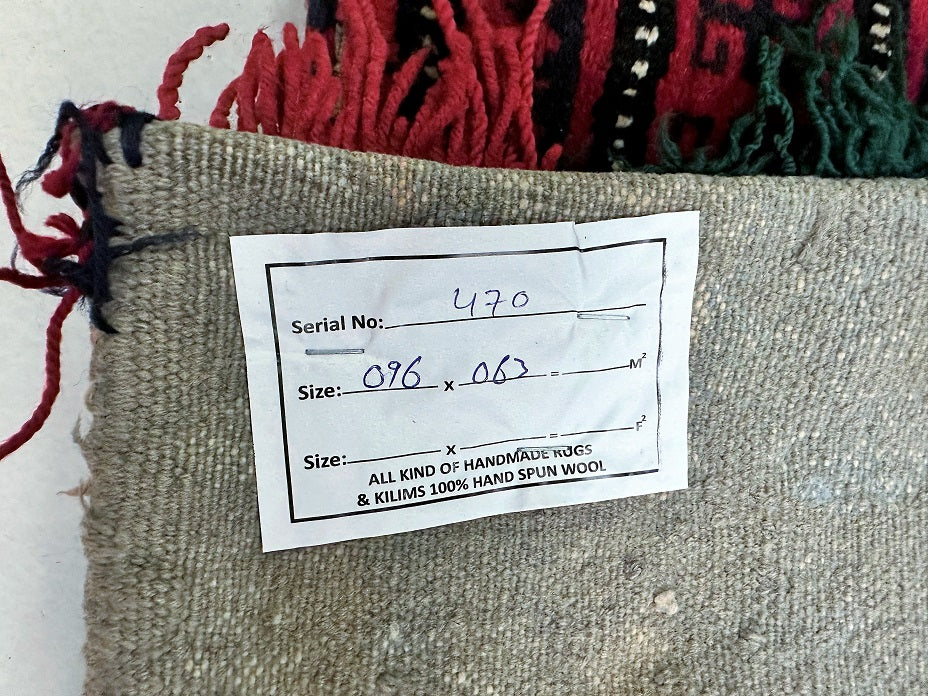 Serial No: 470
Size: 096 x 063 = M²
Size: x = F²
ALL KIND OF HANDMADE RUGS
& KILIMS 100% HAND SPUN WOOL